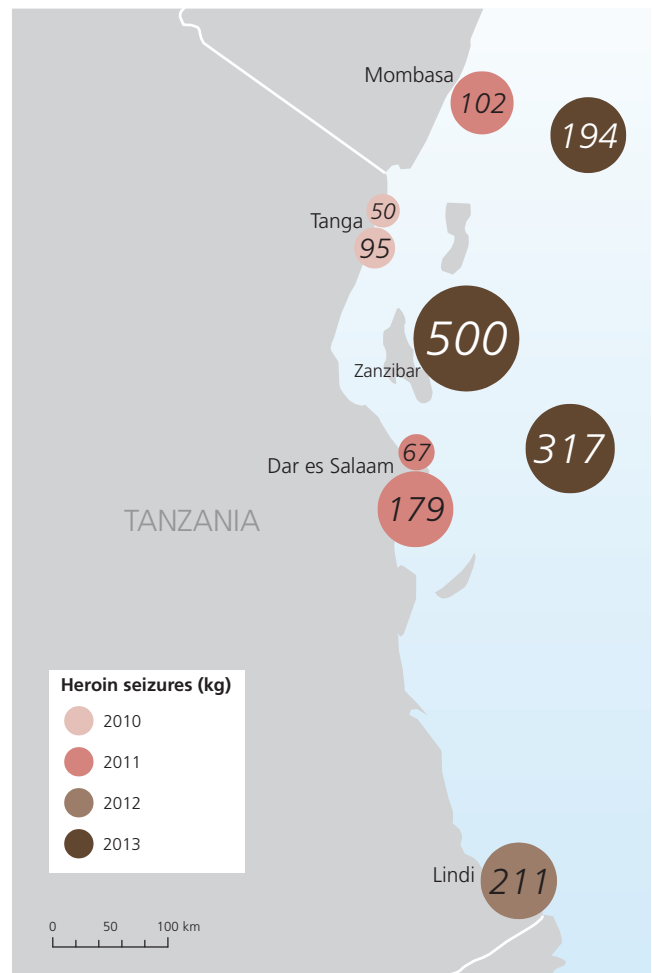 Mombasa
102
194
50
Tanga
95
500
Zanzibar
317
67
Dar es Salaam
179
TANZANIA
Heroin seizures (kg)
2010
2011
2012
2013
Lindi
211
0 50 100 km